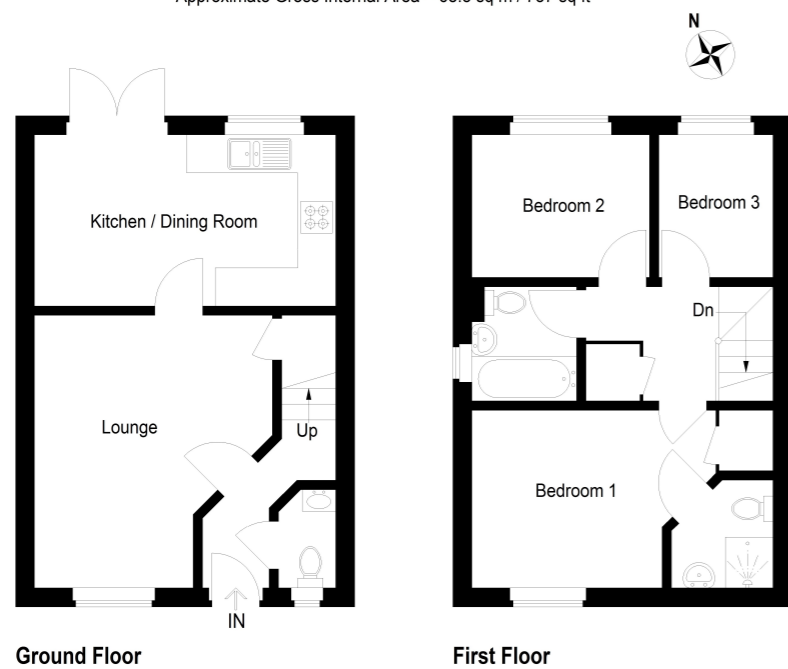 N
Kitchen / Dining Room
Lounge
Up
IN
Ground Floor
Bedroom 2
Bedroom 3
Dn
Bedroom 1
First Floor